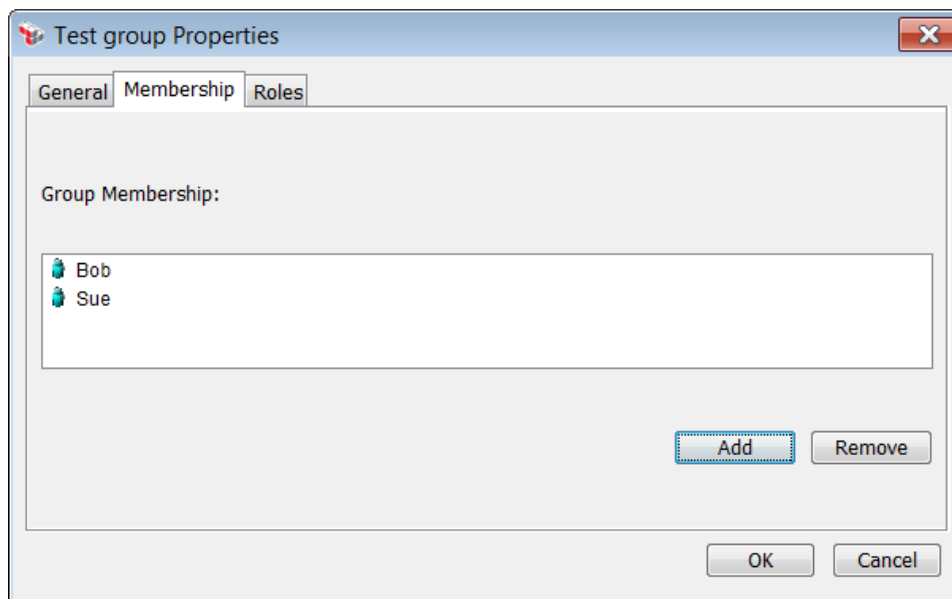 Test group Properties
General Membership Roles
Group Membership:
Bob
Sue
Add Remove
OK Cancel